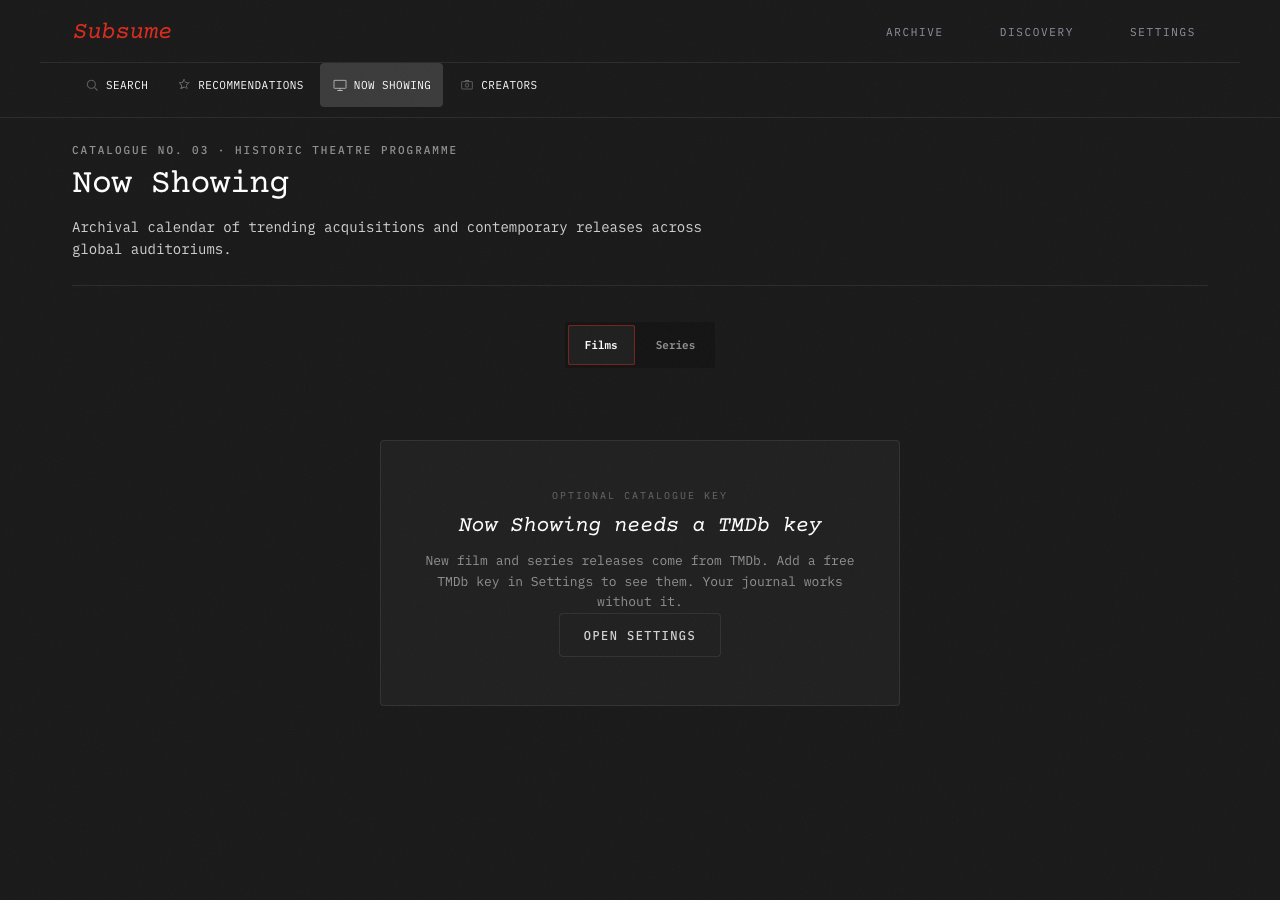 Subsume
ARCHIVE
DISCOVERY
SETTINGS
SEARCH
RECOMMENDATIONS
NOW SHOWING
CREATORS
CATALOGUE NO. 03 · HISTORIC THEATRE PROGRAMME
Now Showing
Archival calendar of trending acquisitions and contemporary releases across
global auditoriums.
Films
Series
OPTIONAL CATALOGUE KEY
Now Showing needs a TMDb key
New film and series releases come from TMDb. Add a free
TMDb key in Settings to see them. Your journal works
without it.
OPEN SETTINGS